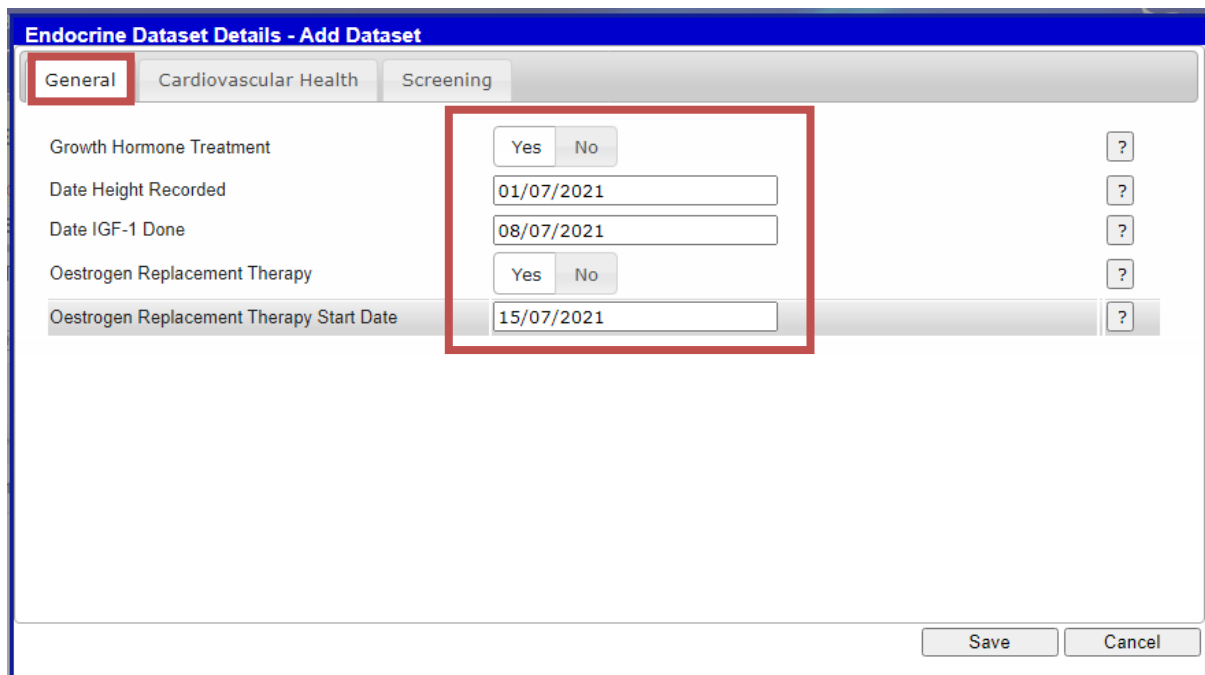 Endocrine Dataset Details - Add Dataset
General Cardiovascular Health Screening
Growth Hormone Treatment Yes No ?
Date Height Recorded 01/07/2021 ?
Date IGF-1 Done 08/07/2021 ?
Oestrogen Replacement Therapy Yes No ?
Oestrogen Replacement Therapy Start Date 15/07/2021 ?
Save Cancel